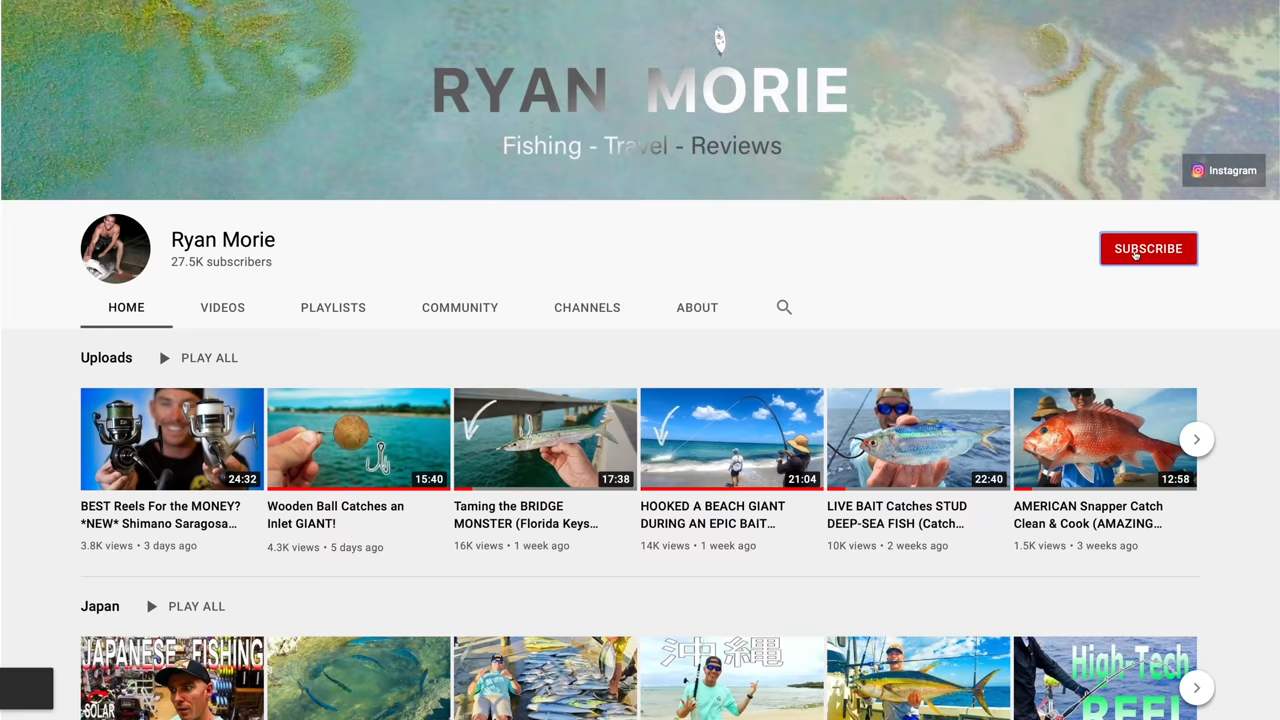 RYAN MORIE
Fishing - Travel - Reviews
Instagram
Ryan Morie
27.5K subscribers
SUBSCRIBE
HOME
VIDEOS
PLAYLISTS
COMMUNITY
CHANNELS
ABOUT
Uploads
PLAY ALL
24:32
15:40
17:38
21:04
22:40
12:58
BEST Reels For the MONEY?
*NEW* Shimano Saragosa…
3.8K views • 3 days ago
Wooden Ball Catches an
Inlet GIANT!
4.3K views • 5 days ago
Taming the BRIDGE
MONSTER (Florida Keys…
16K views • 1 week ago
HOOKED A BEACH GIANT
DURING AN EPIC BAIT…
14K views • 1 week ago
LIVE BAIT Catches STUD
DEEP-SEA FISH (Catch…
10K views • 2 weeks ago
AMERICAN Snapper Catch
Clean & Cook (AMAZING…
1.5K views • 3 weeks ago
Japan
PLAY ALL
JAPANESE FISHING
SOLAR
沖縄
High-Tech
REEL